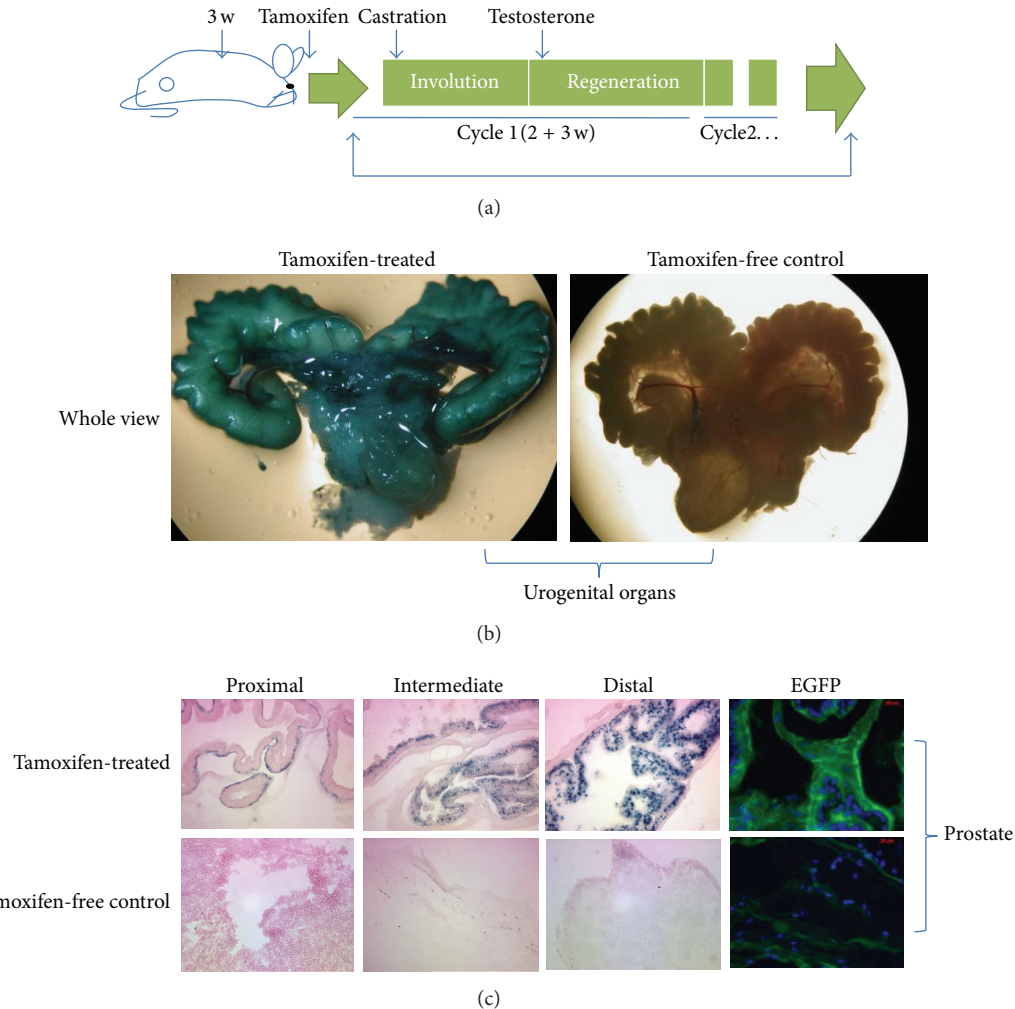 3 w Tamoxifen Castration Testosterone
Involution Regeneration
Cycle 1 (2 + 3 w) Cycle2...
(a)
Tamoxifen-treated Tamoxifen-free control
Whole view
Urogenital organs
(b)
Proximal Intermediate Distal EGFP
Tamoxifen-treated
Prostate
moxifen-free control
(c)